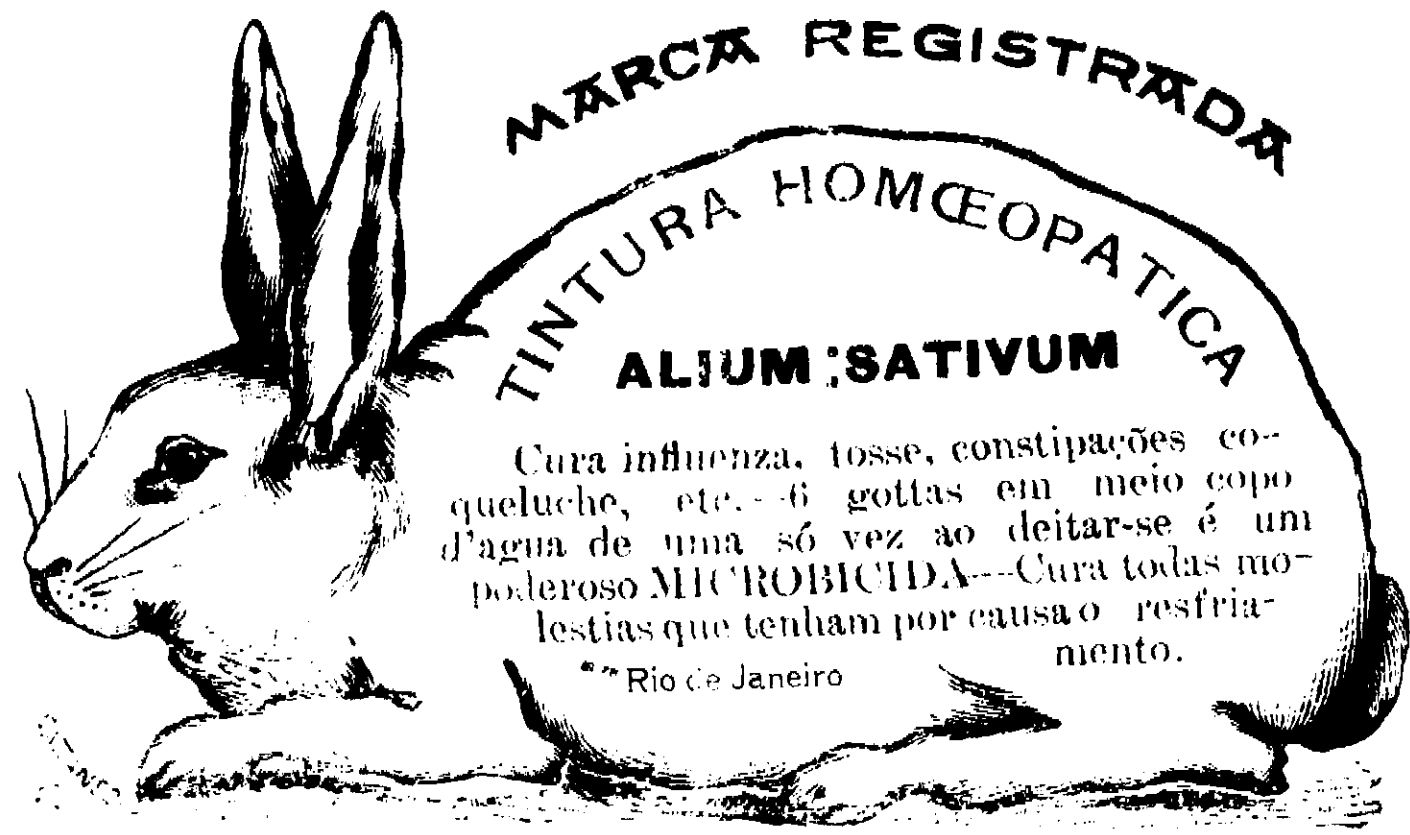 MARCA REGISTRADA
TINTURA HOMŒOPATICA
ALIUM SATIVUM
Cura influenza, tosse, constipações co-
queluche, etc.--6 gottas em meio copo
d'agua de uma só vez ao deitar-se é um
poderoso MICROBICIDA--Cura todas mo-
lestias que tenham por causa o resfria-
mento.
Rio de Janeiro